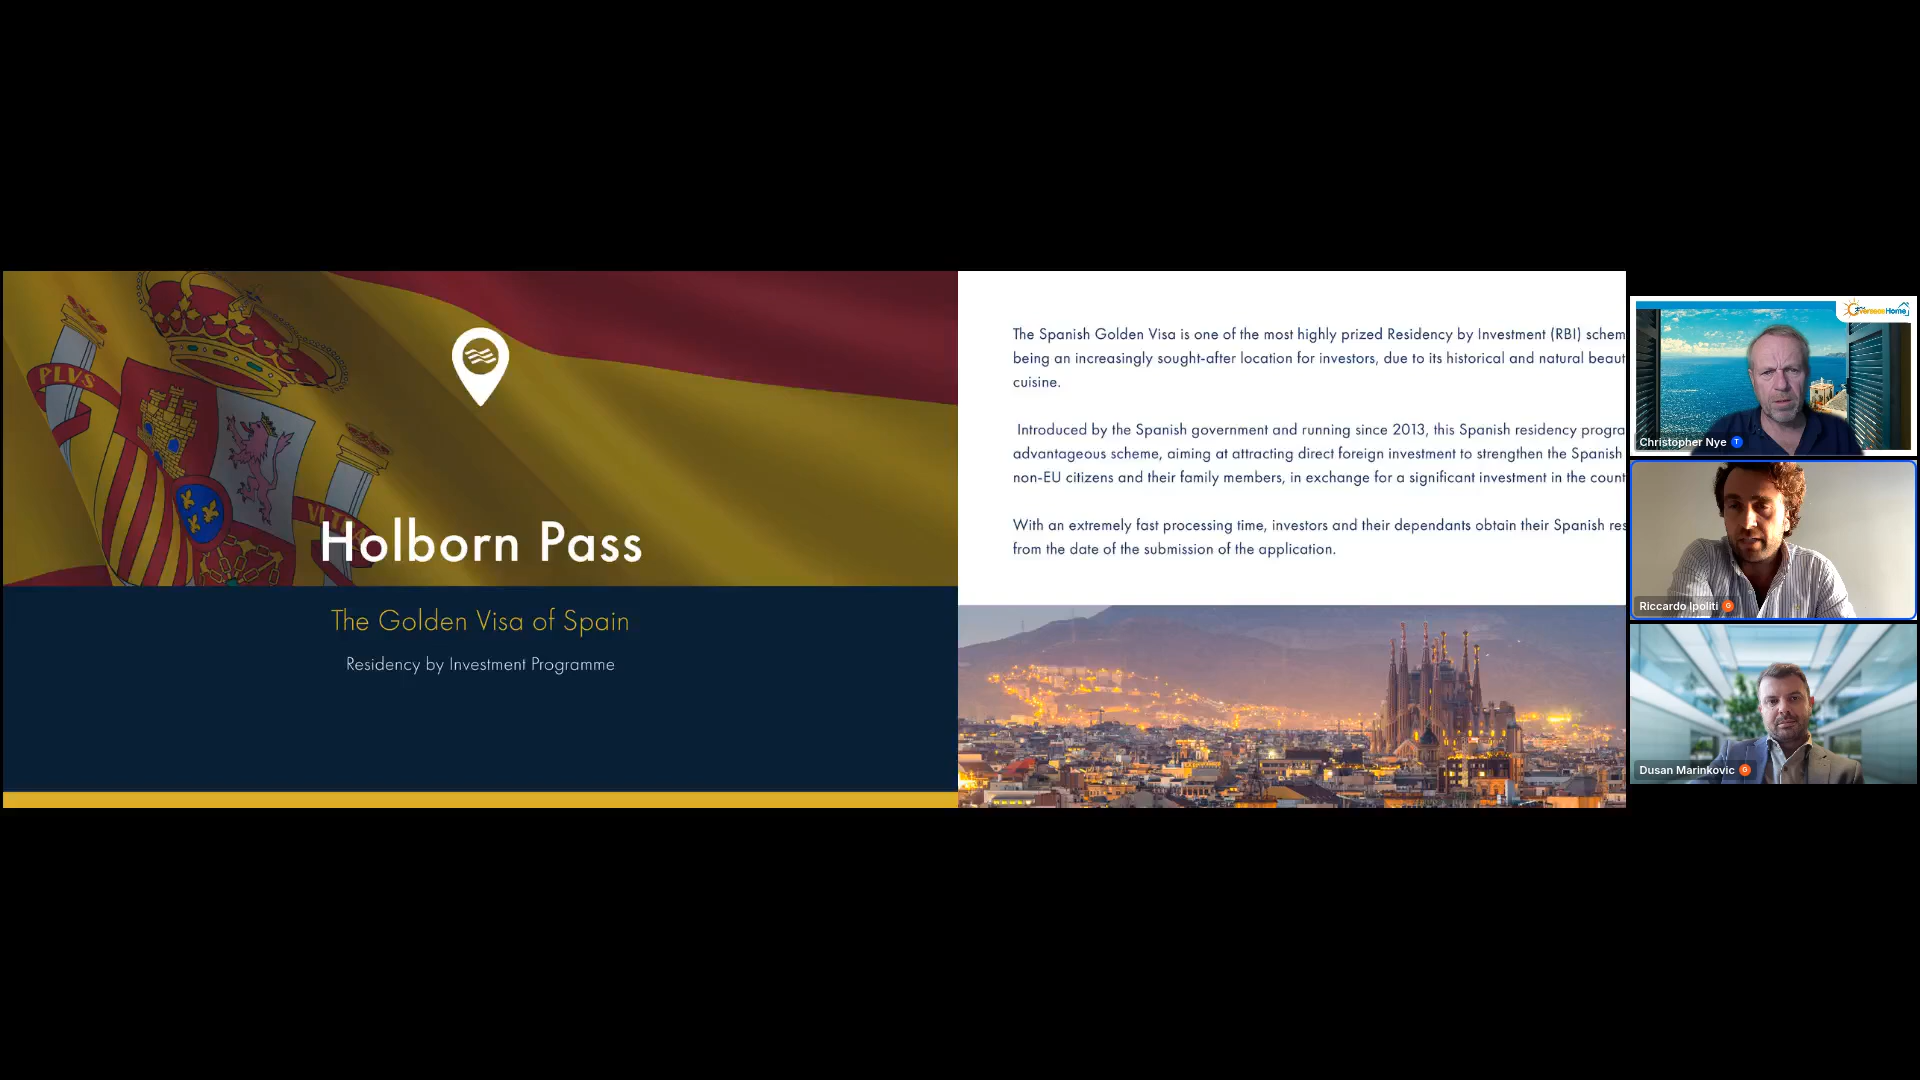 PLVS
VLTRA
Holborn Pass
The Golden Visa of Spain
Residency by Investment Programme
The Spanish Golden Visa is one of the most highly prized Residency by Investment (RBI) schem
being an increasingly sought-after location for investors, due to its historical and natural beaut
cuisine.
Introduced by the Spanish government and running since 2013, this Spanish residency progra
advantageous scheme, aiming at attracting direct foreign investment to strengthen the Spanish
non-EU citizens and their family members, in exchange for a significant investment in the count
With an extremely fast processing time, investors and their dependants obtain their Spanish res
from the date of the submission of the application.
Christopher Nye
Riccardo Ipoliti
Dusan Marinkovic